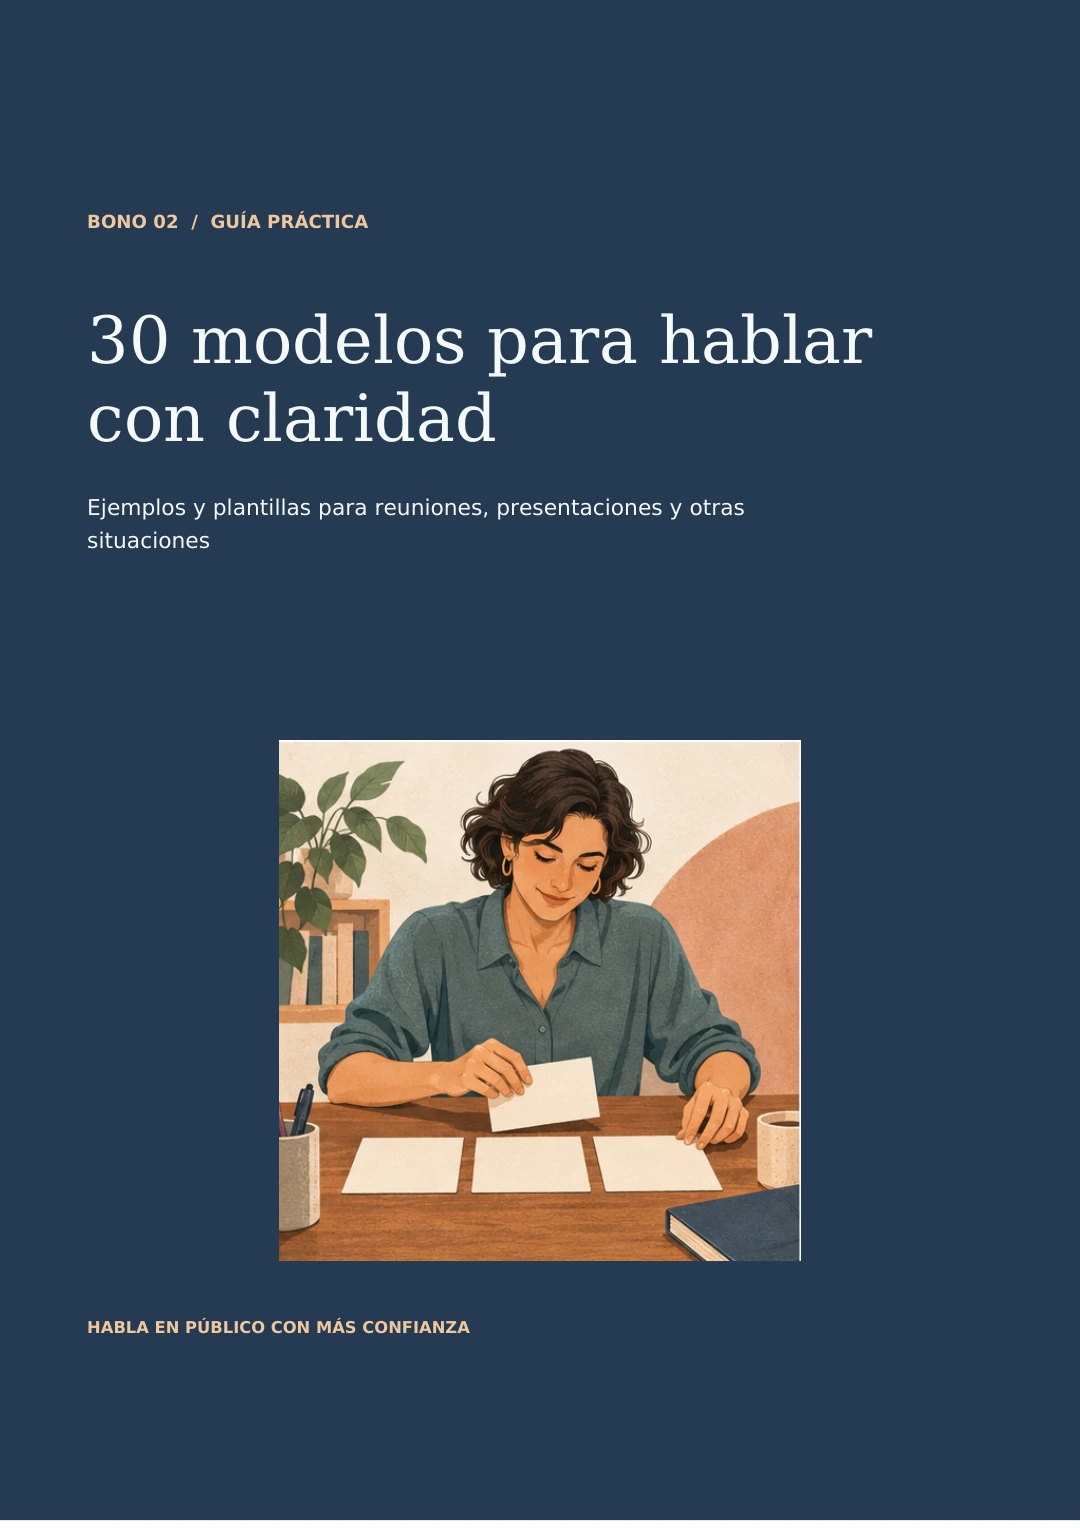 BONO 02 / GUÍA PRÁCTICA
30 modelos para hablar
con claridad
Ejemplos y plantillas para reuniones, presentaciones y otras
situaciones
HABLA EN PÚBLICO CON MÁS CONFIANZA